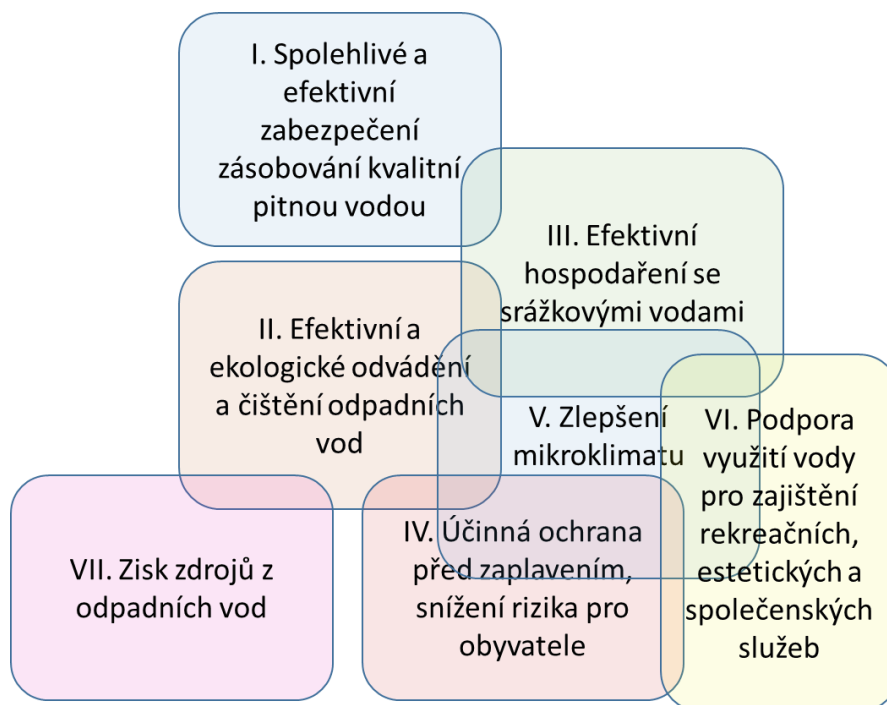 I. Spolehlivé a
efektivní
zabezpečení
zásobování kvalitní
pitnou vodou
III. Efektivní
hospodaření se
srážkovými vodami
II. Efektivní a
ekologické odvádění
a čištění odpadních
vod
V. Zlepšení
mikroklimatu
VI. Podpora
využití vody
pro zajištění
rekreačních,
estetických a
společenských
služeb
VII. Zisk zdrojů z
odpadních vod
IV. Účinná ochrana
před zaplavením,
snížení rizika pro
obyvatele